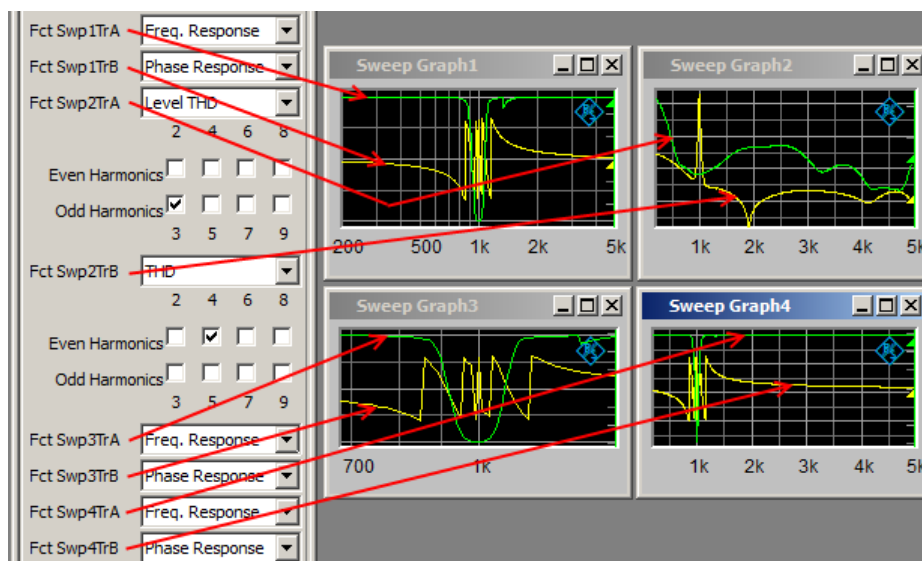 Fct Swp1TrA Freq. Response
Fct Swp1TrB Phase Response
Fct Swp2TrA Level THD
2 4 6 8
Even Harmonics
Odd Harmonics
3 5 7 9
Fct Swp2TrB THD
2 4 6 8
Even Harmonics
Odd Harmonics
3 5 7 9
Fct Swp3TrA Freq. Response
Fct Swp3TrB Phase Response
Fct Swp4TrA Freq. Response
Fct Swp4TrB Phase Response
Sweep Graph1
200 500 1k 2k 5k
Sweep Graph2
1k 2k 3k 4k 5k
Sweep Graph3
700 1k
Sweep Graph4
1k 2k 3k 4k 5k